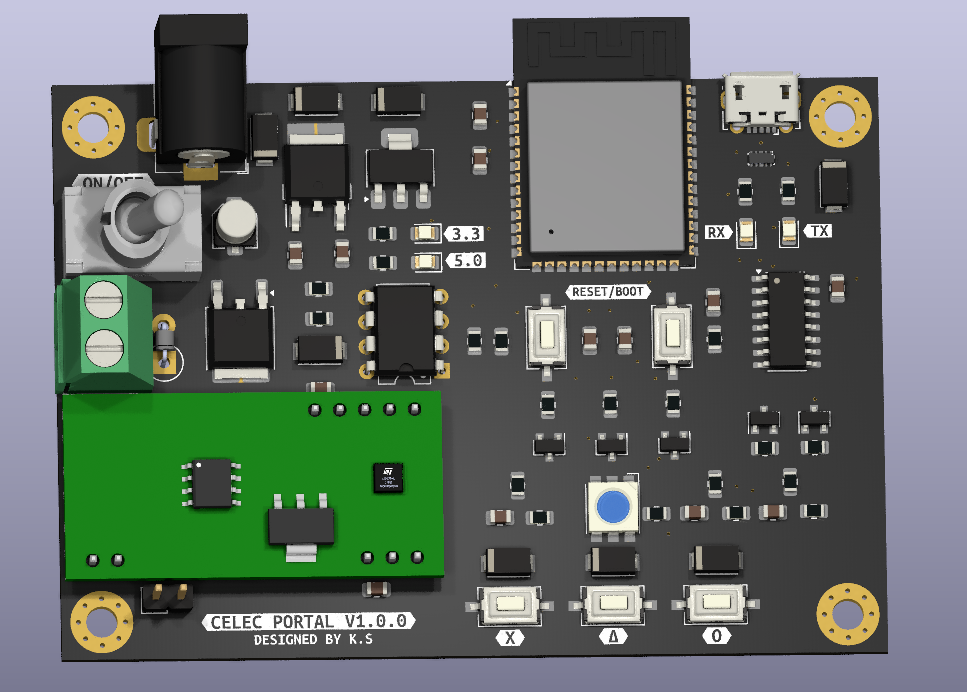 ON/OFF
3.3
5.0
RX
TX
RESET/BOOT
CELEC PORTAL V1.0.0
DESIGNED BY K.S
X
Δ
O